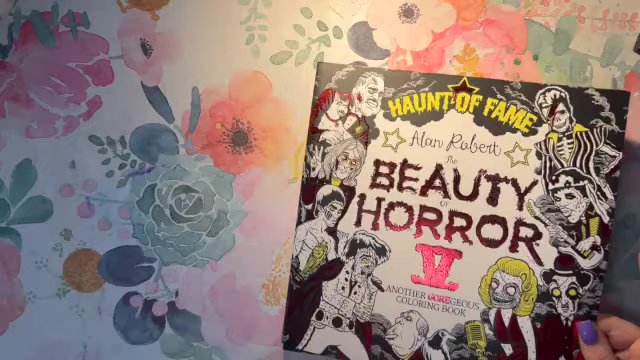 HAUNT OF FAME
Alan Robert
The
BEAUTY
OF
HORROR
V
ANOTHER GOREGEOUS
COLORING BOOK